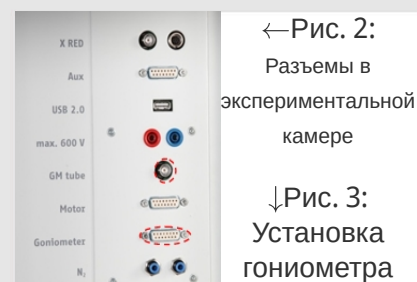 X RED
Aux
USB 2.0
max. 600 V
GM tube
Motor
Goniometer
N₂
←Рис. 2:
Разъемы в
экспериментальной
камере
↓Рис. 3:
Установка
гониометра